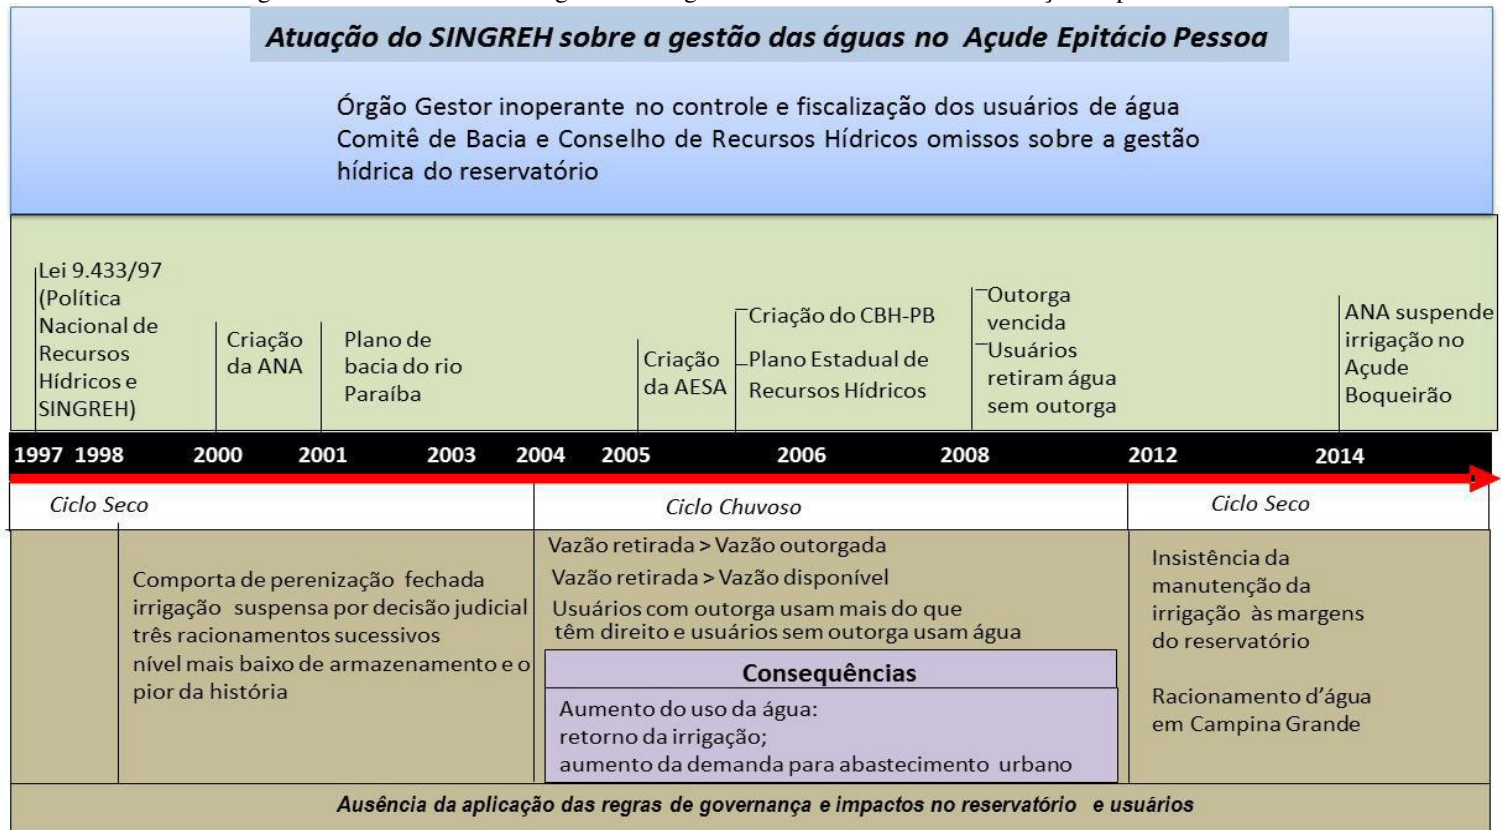 Atuação do SINGREH sobre a gestão das águas no Açude Epitácio Pessoa
Órgão Gestor inoperante no controle e fiscalização dos usuários de água
Comitê de Bacia e Conselho de Recursos Hídricos omissos sobre a gestão
hídrica do reservatório
Lei 9.433/97
(Política
Nacional de
Recursos
Hídricos e
SINGREH)
Criação
da ANA
Plano de
bacia do rio
Paraíba
Criação
da AESA
Criação do CBH-PB
Plano Estadual de
Recursos Hídricos
Outorga
vencida
Usuários
retiram água
sem outorga
ANA suspende
irrigação no
Açude
Boqueirão
1997 1998 2000 2001 2003 2004 2005 2006 2008 2012 2014
Ciclo Seco
Ciclo Chuvoso
Ciclo Seco
Comporta de perenização fechada
irrigação suspensa por decisão judicial
três racionamentos sucessivos
nível mais baixo de armazenamento e o
pior da história
Vazão retirada > Vazão outorgada
Vazão retirada > Vazão disponível
Usuários com outorga usam mais do que
têm direito e usuários sem outorga usam água
Consequências
Aumento do uso da água:
retorno da irrigação;
aumento da demanda para abastecimento urbano
Insistência da
manutenção da
irrigação às margens
do reservatório
Racionamento d'água
em Campina Grande
Ausência da aplicação das regras de governança e impactos no reservatório e usuários